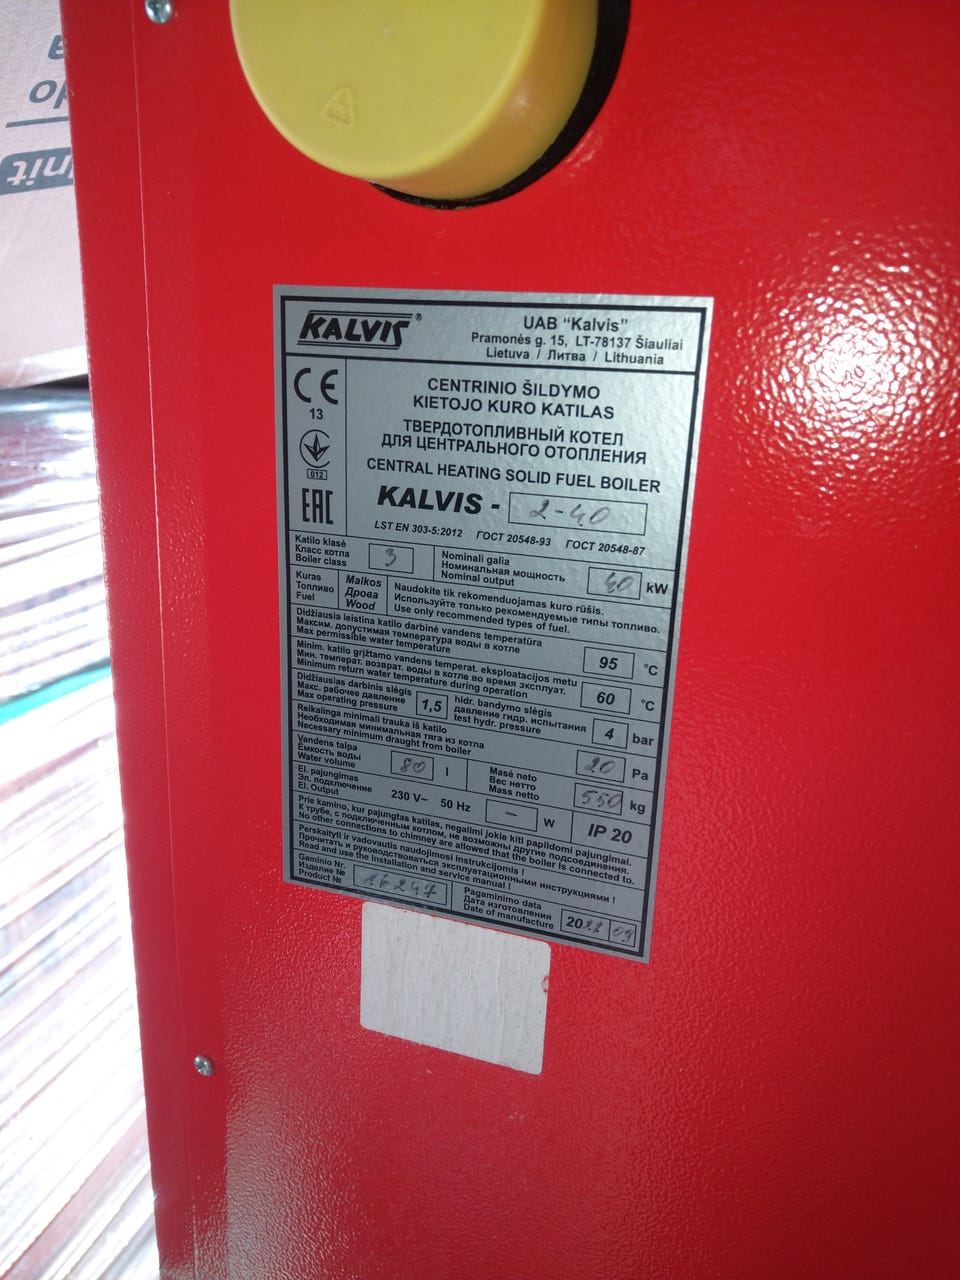 KALVIS®
UAB "Kalvis"
Pramonės g. 15, LT-78137 Šiauliai
Lietuva / Литва / Lithuania
CE
13
012
EAC
CENTRINIO ŠILDYMO
KIETOJO KURO KATILAS
ТВЕРДОТОПЛИВНЫЙ КОТЕЛ
ДЛЯ ЦЕНТРАЛЬНОГО ОТОПЛЕНИЯ
CENTRAL HEATING SOLID FUEL BOILER
KALVIS - 2-40
LST EN 303-5:2012 ГОСТ 20548-93 ГОСТ 20548-87
Katilo klasė
Класс котла
Boiler class
3
Nominali galia
Номинальная мощность
Nominal output
40 kW
Kuras
Топливо
Fuel
Malkos
Дрова
Wood
Naudokite tik rekomenduojamas kuro rūšis.
Используйте только рекомендуемые типы топливо.
Use only recommended types of fuel.
Didžiausia leistina katilo darbinė vandens temperatūra
Максим. допустимая температура воды в котле
Max permissible water temperature
95 °C
Minim. katilo grįžtamo vandens temperat. eksploatacijos metu
Мин. температ. возврат. воды в котле во время эксплуат.
Minimum return water temperature during operation
60 °C
Didžiausias darbinis slėgis
Макс. рабочее давление
Max operating pressure
1,5
hidr. bandymo slėgis
давление гидр. испытания
test hydr. pressure
4 bar
Reikalinga minimali trauka iš katilo
Необходимая минимальная тяга из котла
Necessary minimum draught from boiler
20 Pa
Vandens talpa
Ёмкость воды
Water volume
80 l
Masė neto
Вес нетто
Mass netto
550 kg
El. pajungimas
Эл. подключение
El. Output
230 V~ 50 Hz
— W
IP 20
Prie kamino, kur pajungtas katilas, negalimi jokie kiti papildomi pajungimai.
К трубе, с подключенным котлом, не возможны другие подсоединения.
No other connections to chimney are allowed that the boiler is connected to.
Perskaityti ir vadovautis naudojimosi instrukcijomis !
Прочитать и руководствоваться эксплуатационными инструкциями !
Read and use the installation and service manual !
Gaminio Nr.
Изделие №
Product №
16247
Pagaminimo data
Дата изготовления
Date of manufacture
2022 09